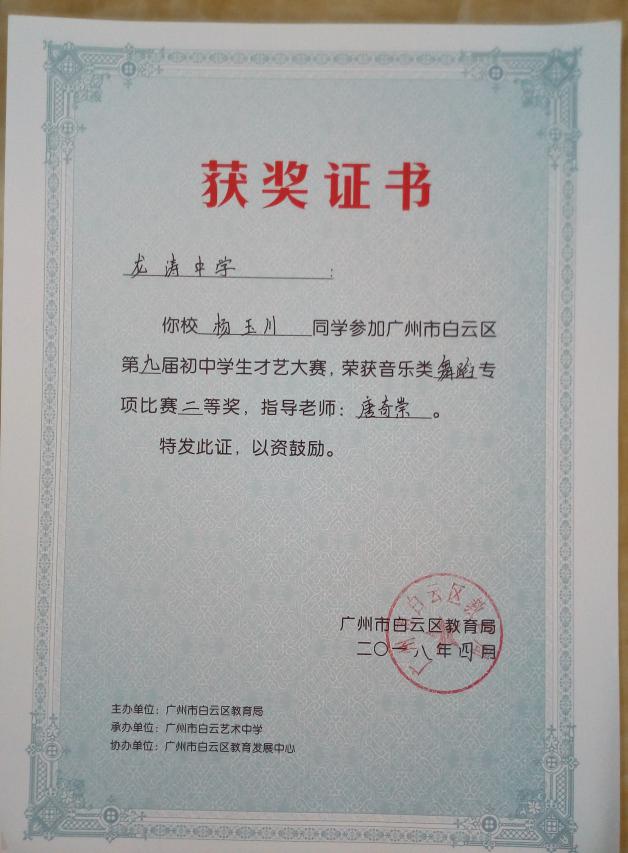 获奖证书
龙涛中学:
你校 杨玉川 同学参加广州市白云区
第九届初中学生才艺大赛,荣获音乐类舞蹈专
项比赛二等奖,指导老师:唐奇崇。
特发此证,以资鼓励。
广州市白云区教育局
二〇一八年四月
主办单位:广州市白云区教育局
承办单位:广州市白云艺术中学
协办单位:广州市白云区教育发展中心